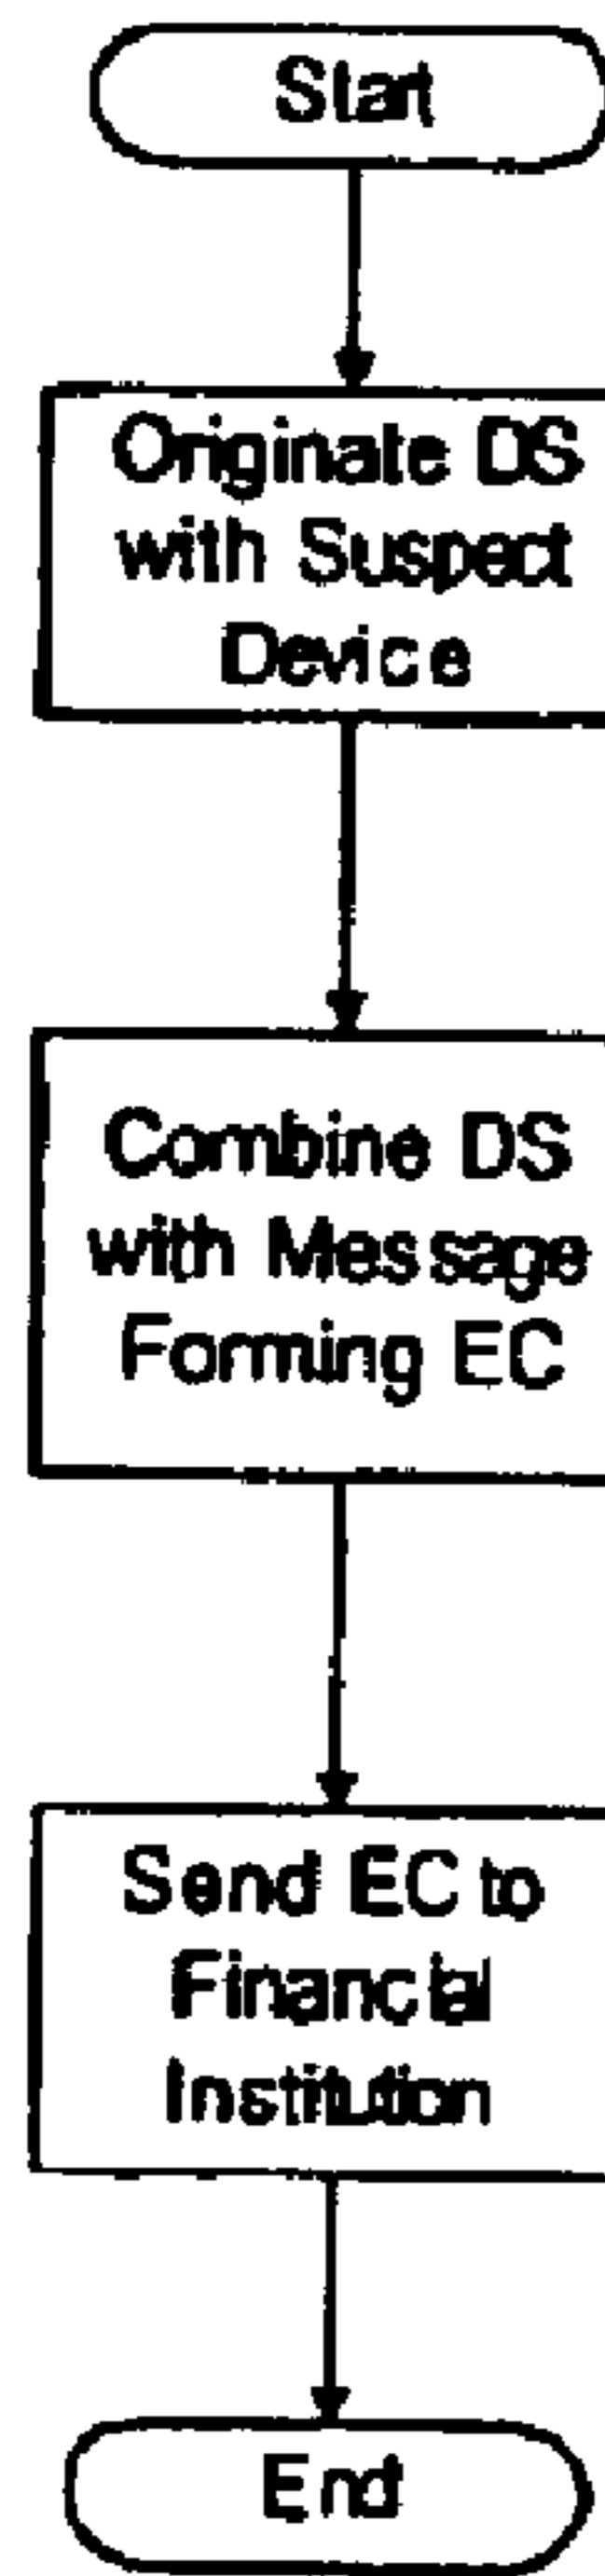 Start
Originate DS
with Suspect
Device
Combine DS
with Message
Forming EC
Send EC to
Financial
Institution
End